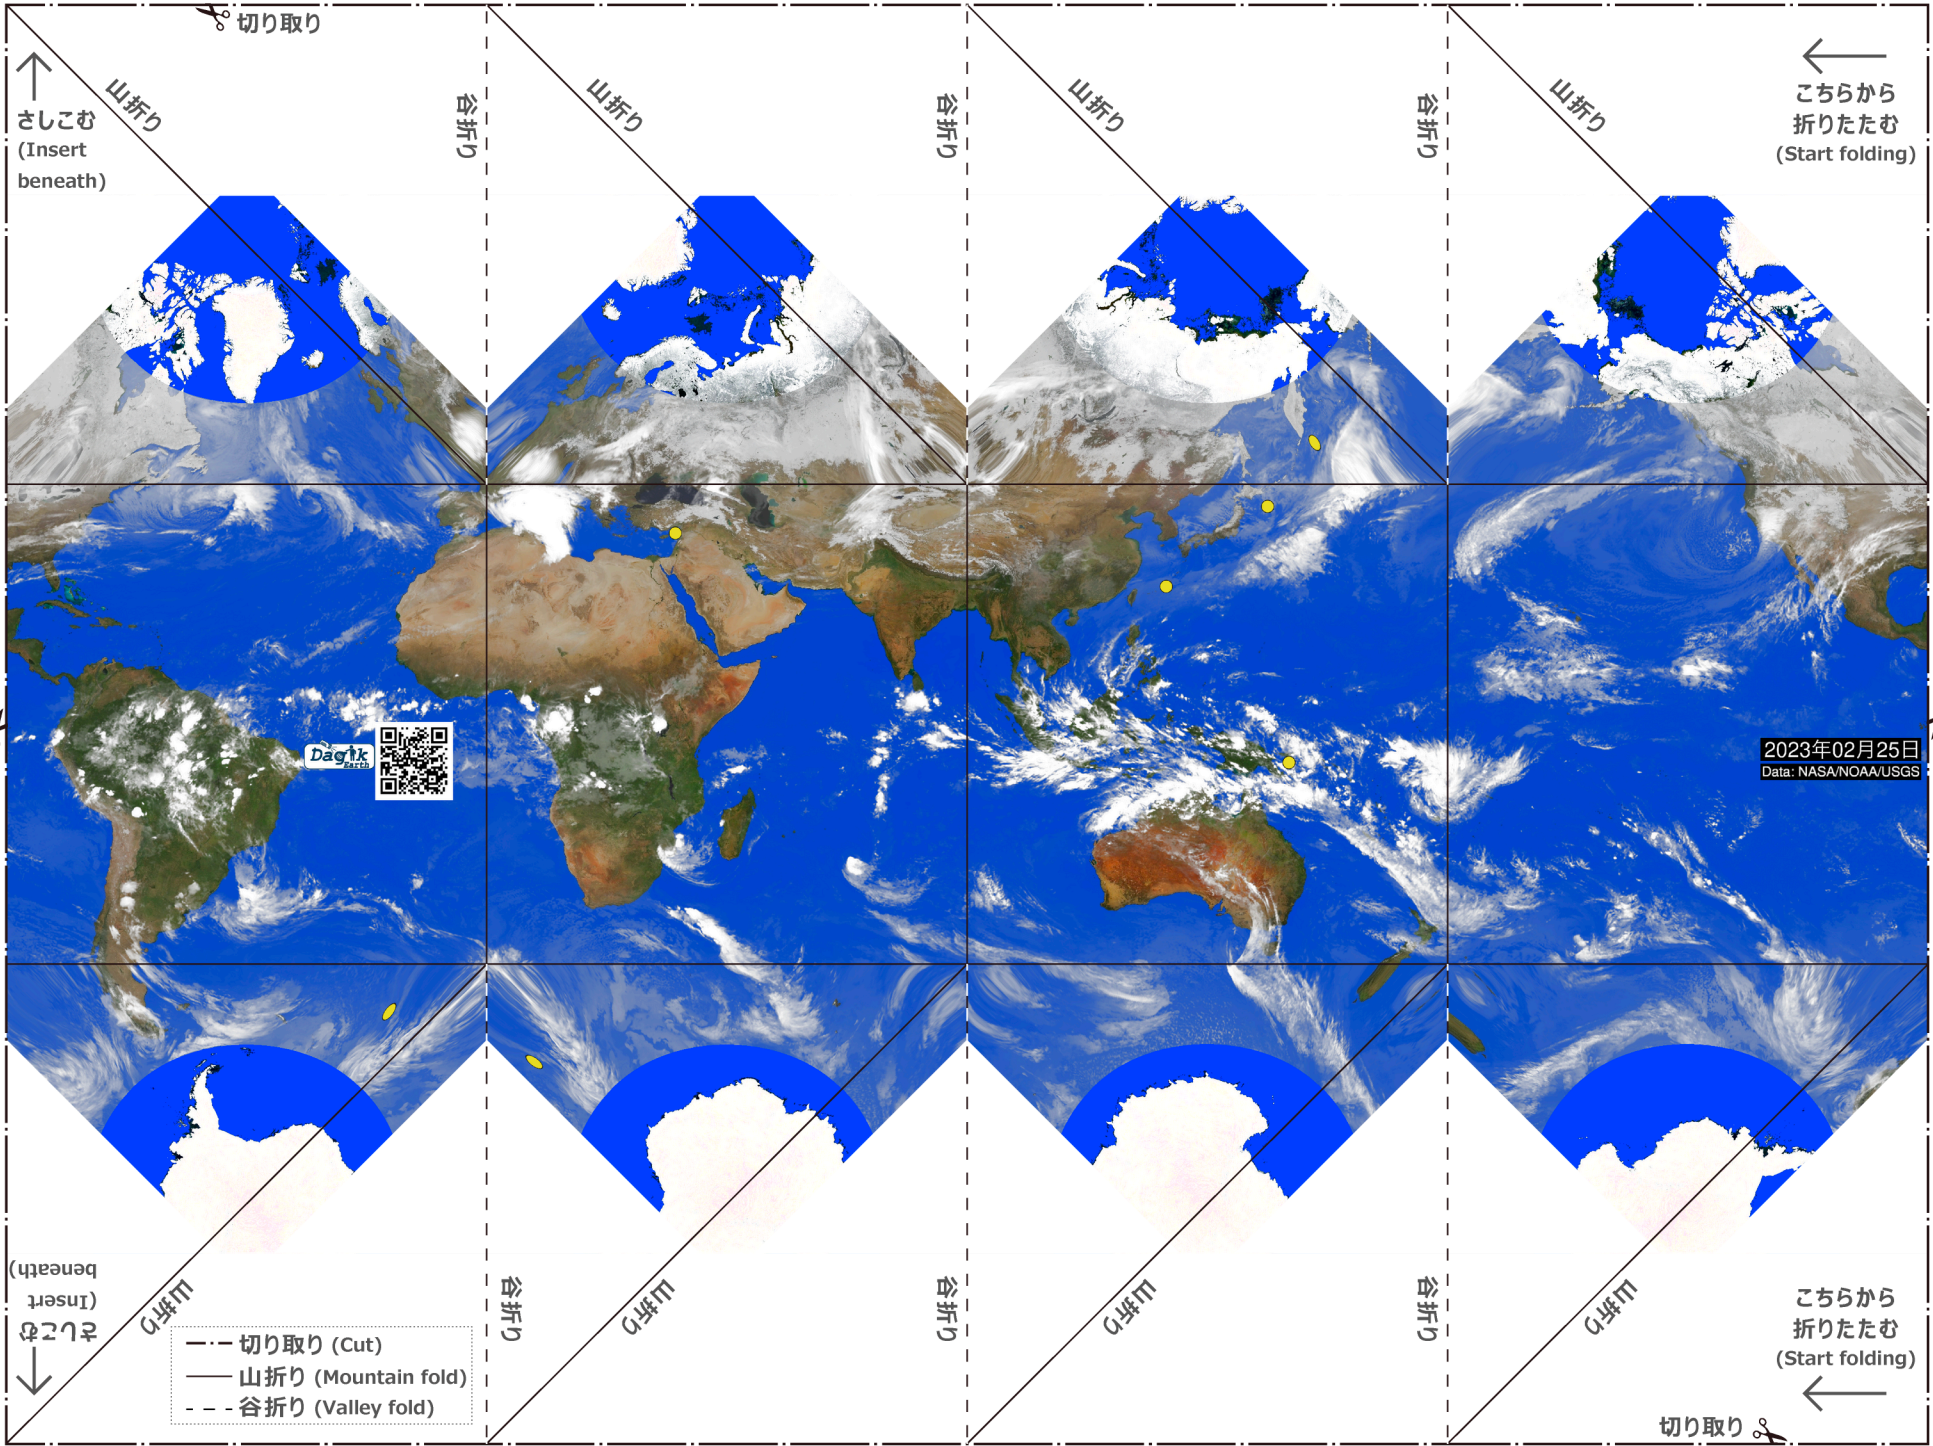 切り取り
山折り
谷折り
山折り
谷折り
山折り
谷折り
山折り
さしこむ
(Insert
beneath)
こちらから
折りたたむ
(Start folding)
Dagik
Earth
2023年02月25日
Data: NASA/NOAA/USGS
さしこむ
(Insert
beneath)
山折り
谷折り
山折り
谷折り
山折り
谷折り
山折り
こちらから
折りたたむ
(Start folding)
切り取り (Cut)
山折り (Mountain fold)
谷折り (Valley fold)
切り取り